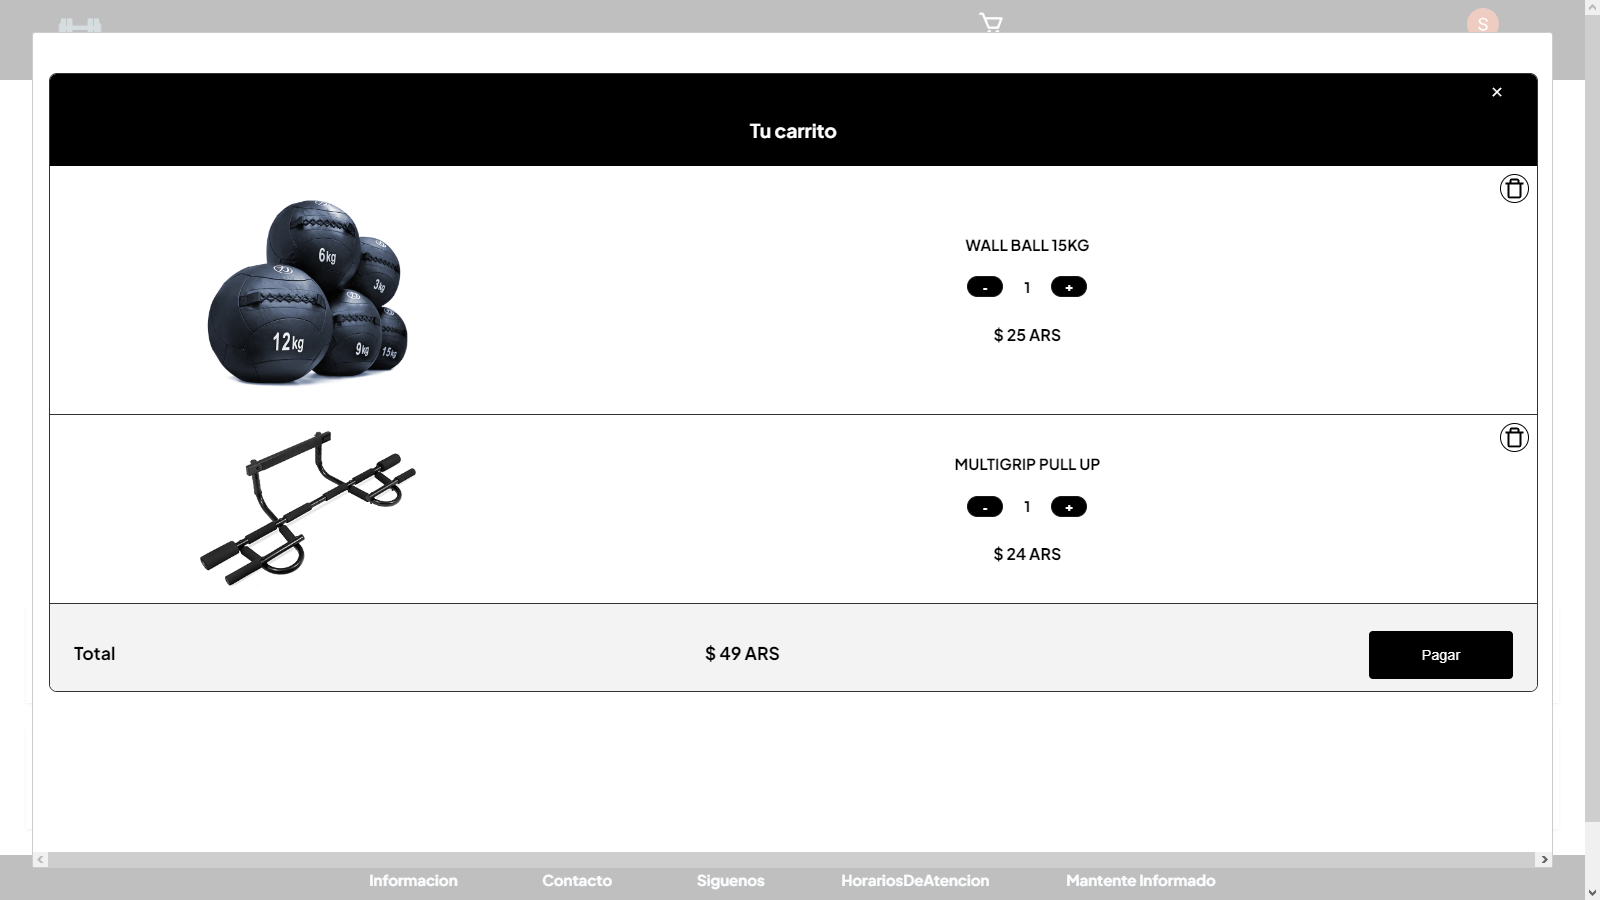 S
×
Tu carrito
6kg
3kg
12kg
9kg
15kg
WALL BALL 15KG
- 1 +
$ 25 ARS
MULTIGRIP PULL UP
- 1 +
$ 24 ARS
Total $ 49 ARS Pagar
Informacion Contacto Siguenos HorariosDeAtencion Mantente Informado